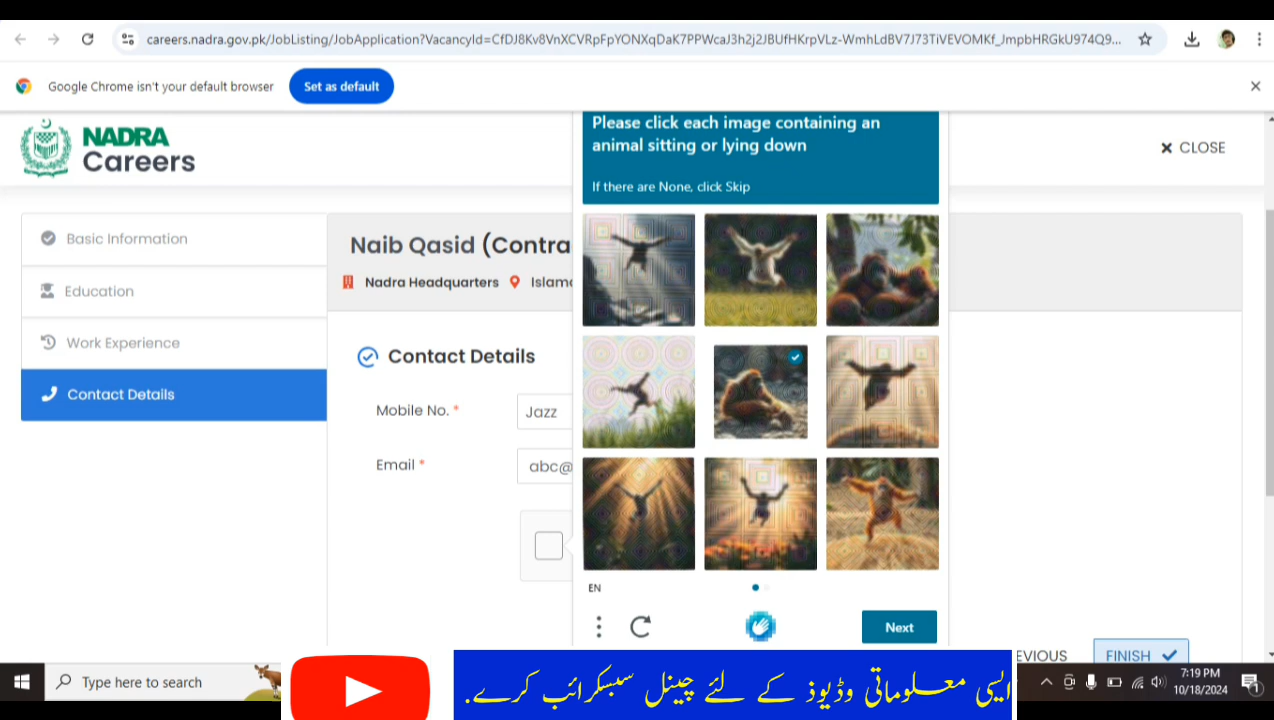 careers.nadra.gov.pk/JobListing/JobApplication?VacancyId=CfDJ8Kv8VnXCVRpFpYONXqDaK7PPWcaJ3h2j2JBUfHKrpVLz-WmhLdBV7J73TiVEVOMKf_JmpbHRGkU974Q9...
Google Chrome isn't your default browser Set as default
NADRA
Careers
CLOSE
Please click each image containing an
animal sitting or lying down
If there are None, click Skip
Basic Information
Education
Work Experience
Contact Details
Naib Qasid (Contra
Nadra Headquarters Islama
Contact Details
Mobile No. * Jazz
Email * abc@
EN
Next
EVIOUS FINISH
Type here to search
ایسی معلوماتی وڈیوذ کے لئے چینل سبسکرائب کرے.
7:19 PM
10/18/2024
1